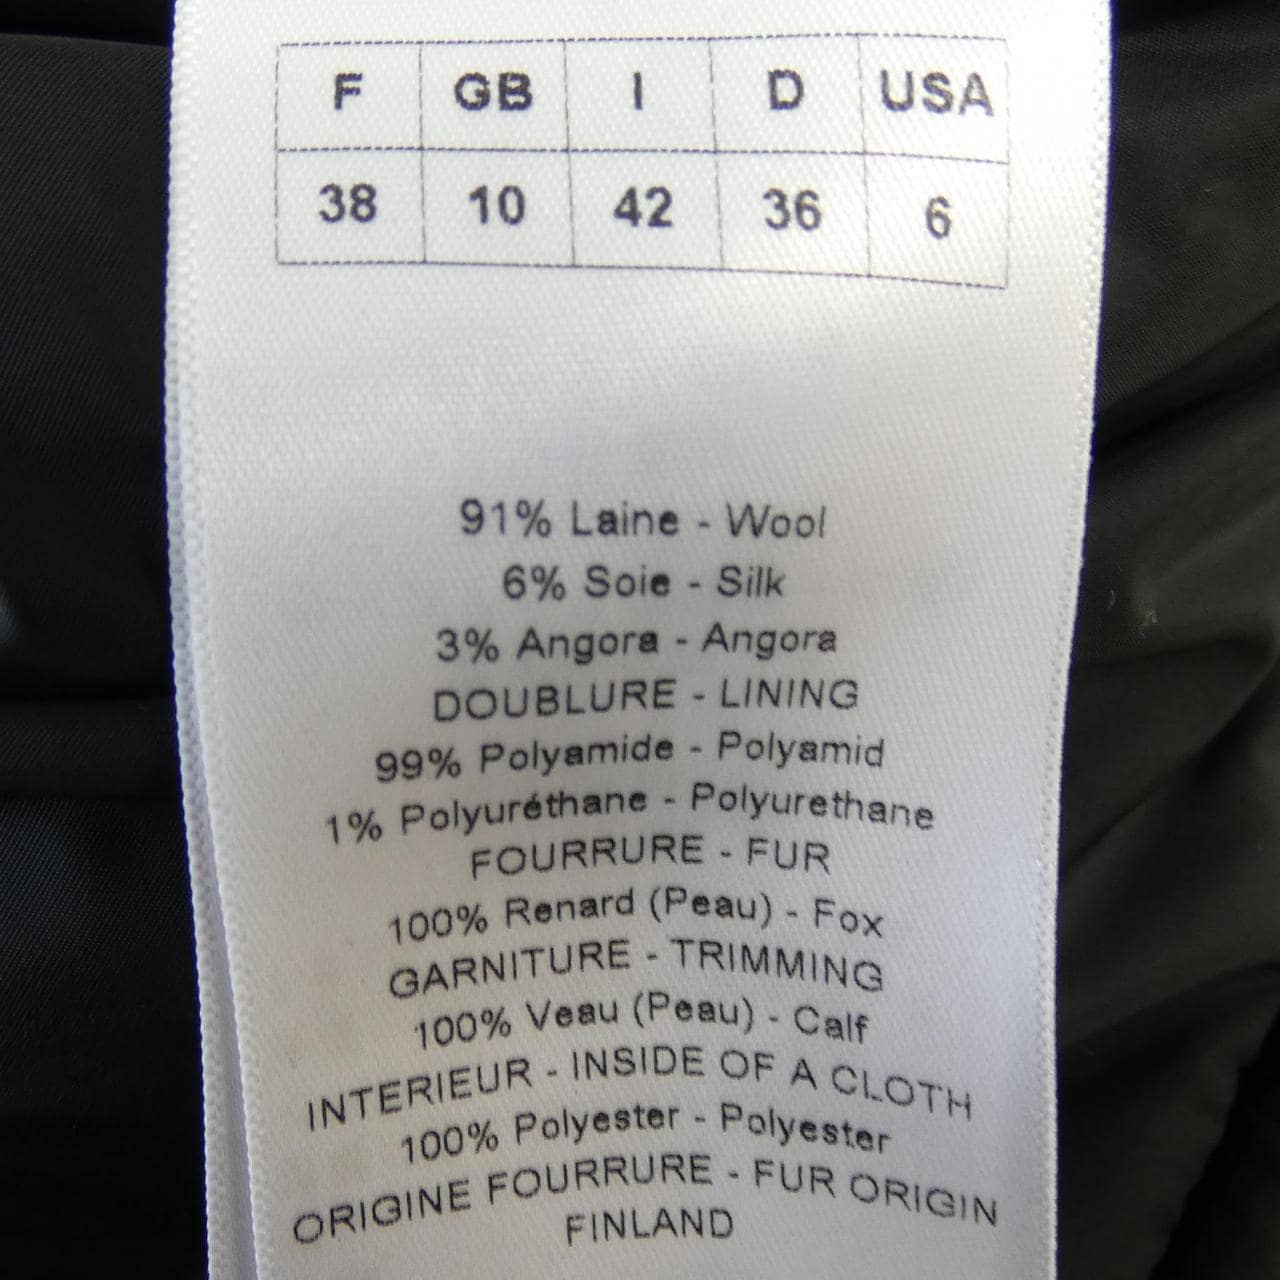 F GB I D USA
38 10 42 36 6
91% Laine - Wool
6% Soie - Silk
3% Angora - Angora
DOUBLURE - LINING
99% Polyamide - Polyamid
1% Polyuréthane - Polyurethane
FOURRURE - FUR
100% Renard (Peau) - Fox
GARNITURE - TRIMMING
100% Veau (Peau) - Calf
INTERIEUR - INSIDE OF A CLOTH
100% Polyester - Polyester
ORIGINE FOURRURE - FUR ORIGIN
FINLAND